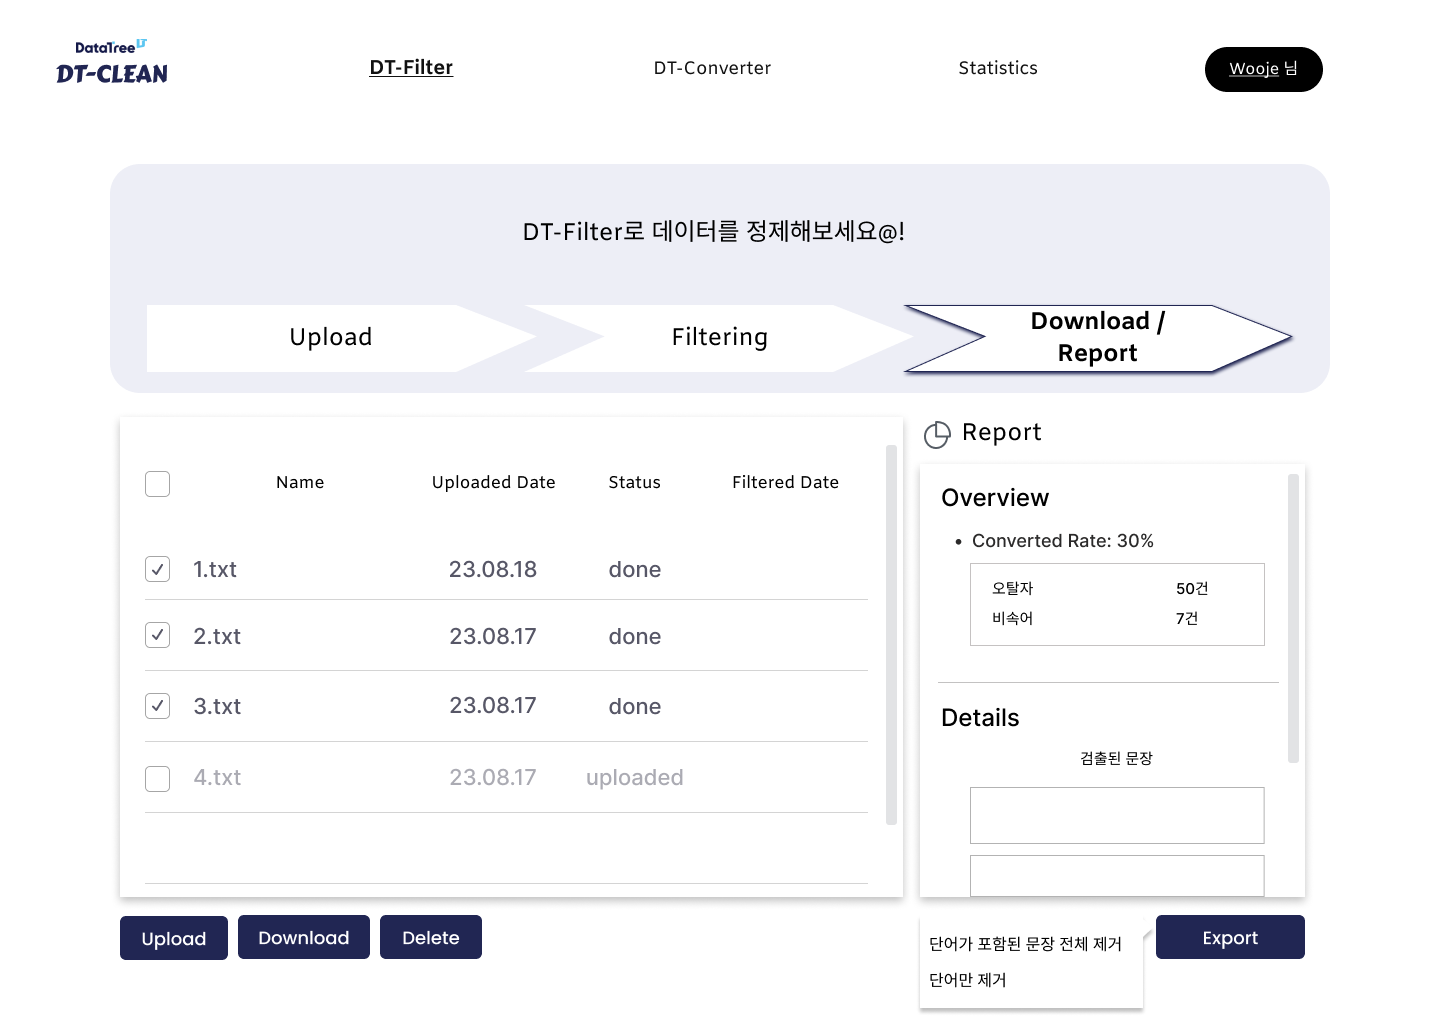 DataTree
DT-CLEAN
DT-Filter
DT-Converter
Statistics
Wooje 님
DT-Filter로 데이터를 정제해보세요@!
Upload
Filtering
Download /
Report
Name
Uploaded Date
Status
Filtered Date
1.txt
23.08.18
done
2.txt
23.08.17
done
3.txt
23.08.17
done
4.txt
23.08.17
uploaded
Upload
Download
Delete
Report
Overview
• Converted Rate: 30%
오탈자
50건
비속어
7건
Details
검출된 문장
단어가 포함된 문장 전체 제거
단어만 제거
Export